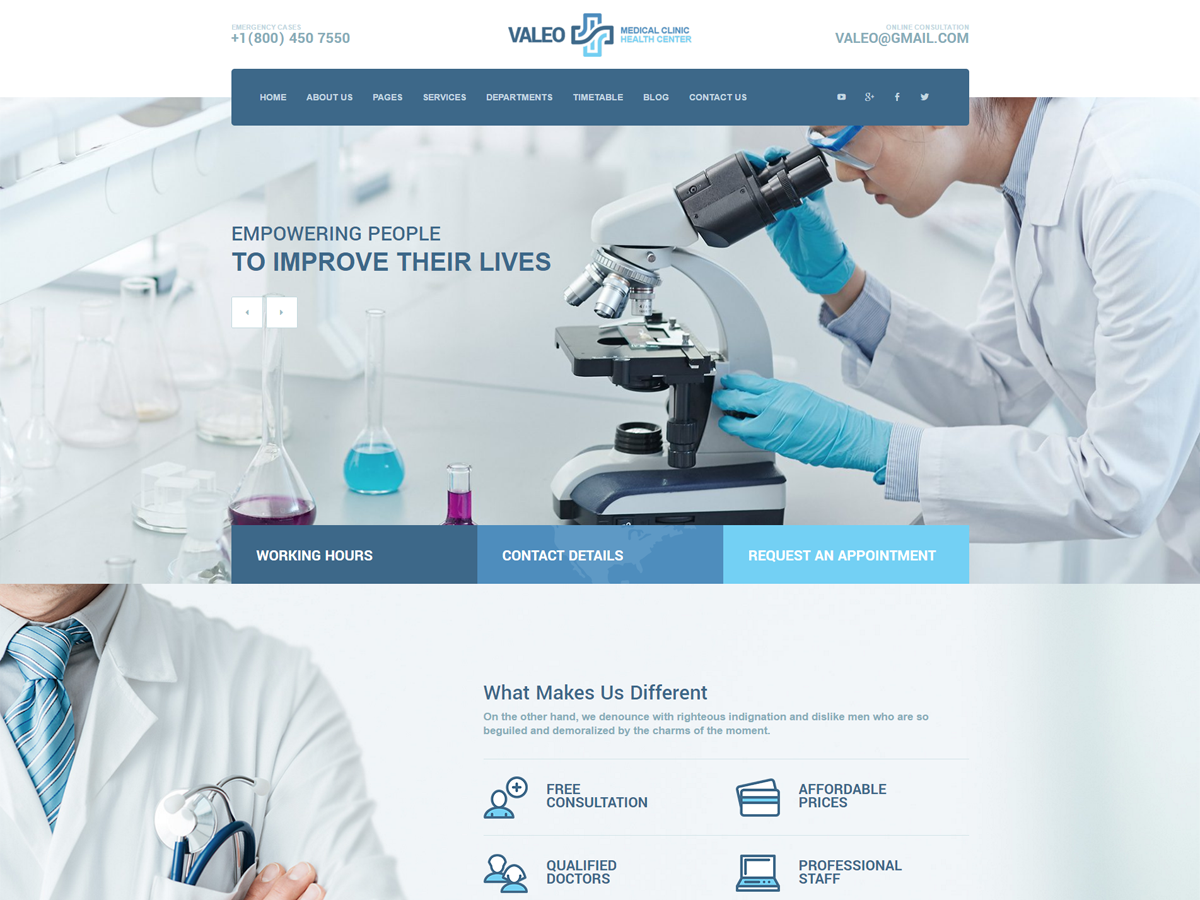 EMERGENCY CASES
+1(800) 450 7550
VALEO
MEDICAL CLINIC
HEALTH CENTER
ONLINE CONSULTATION
VALEO@GMAIL.COM
HOME ABOUT US PAGES SERVICES DEPARTMENTS TIMETABLE BLOG CONTACT US
EMPOWERING PEOPLE
TO IMPROVE THEIR LIVES
WORKING HOURS CONTACT DETAILS REQUEST AN APPOINTMENT
What Makes Us Different
On the other hand, we denounce with righteous indignation and dislike men who are so
beguiled and demoralized by the charms of the moment.
FREE
CONSULTATION
AFFORDABLE
PRICES
QUALIFIED
DOCTORS
PROFESSIONAL
STAFF